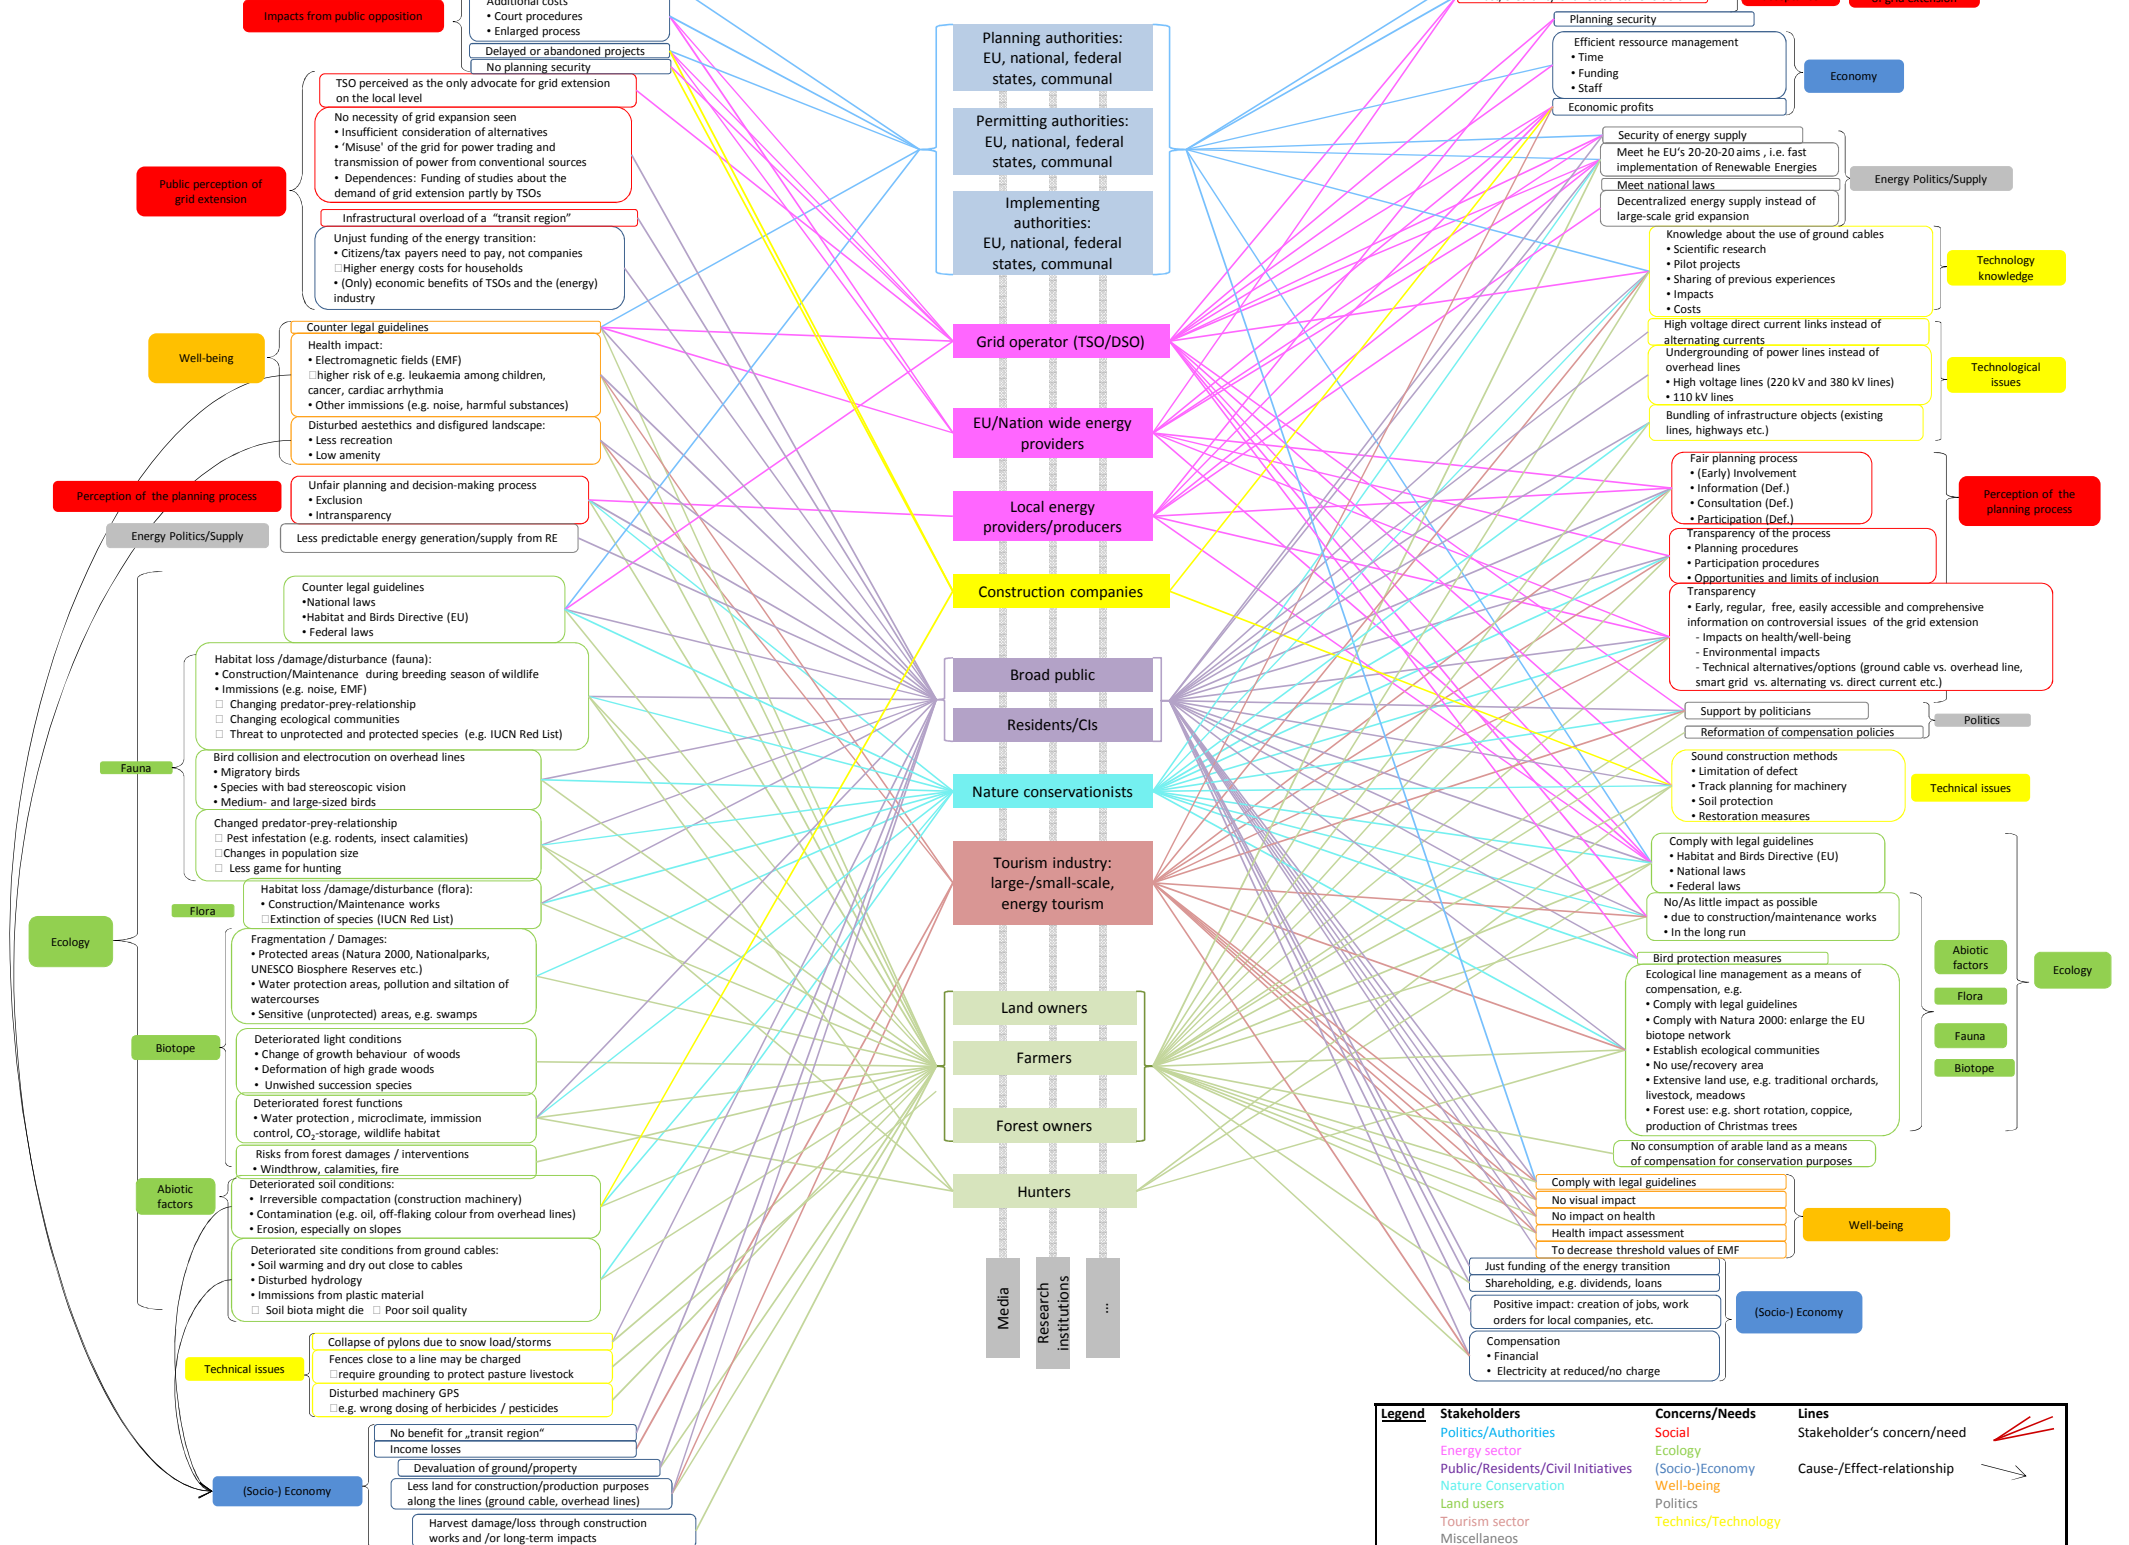 Impacts from public opposition
Additional costs
• Court procedures
• Enlarged process
Delayed or abandoned projects
No planning security
TSO perceived as the only advocate for grid extension
on the local level
No necessity of grid expansion seen
• Insufficient consideration of alternatives
• ‘Misuse' of the grid for power trading and
transmission of power from conventional sources
• Dependences: Funding of studies about the
demand of grid extension partly by TSOs
Public perception of
grid extension
Infrastructural overload of a “transit region”
Unjust funding of the energy transition:
• Citizens/tax payers need to pay, not companies
□Higher energy costs for households
• (Only) economic benefits of TSOs and the (energy)
industry
Well-being
Counter legal guidelines
Health impact:
• Electromagnetic fields (EMF)
□higher risk of e.g. leukaemia among children,
cancer, cardiac arrhythmia
• Other immissions (e.g. noise, harmful substances)
Disturbed aestethics and disfigured landscape:
• Less recreation
• Low amenity
Perception of the planning process
Unfair planning and decision-making process
• Exclusion
• Intransparency
Energy Politics/Supply
Less predictable energy generation/supply from RE
Counter legal guidelines
•National laws
•Habitat and Birds Directive (EU)
• Federal laws
Habitat loss /damage/disturbance (fauna):
• Construction/Maintenance during breeding season of wildlife
• Immissions (e.g. noise, EMF)
□ Changing predator-prey-relationship
□ Changing ecological communities
□ Threat to unprotected and protected species (e.g. IUCN Red List)
Fauna
Bird collision and electrocution on overhead lines
• Migratory birds
• Species with bad stereoscopic vision
• Medium- and large-sized birds
Changed predator-prey-relationship
□ Pest infestation (e.g. rodents, insect calamities)
□Changes in population size
□ Less game for hunting
Flora
Habitat loss /damage/disturbance (flora):
• Construction/Maintenance works
□Extinction of species (IUCN Red List)
Ecology
Fragmentation / Damages:
• Protected areas (Natura 2000, Nationalparks,
UNESCO Biosphere Reserves etc.)
• Water protection areas, pollution and siltation of
watercourses
• Sensitive (unprotected) areas, e.g. swamps
Biotope
Deteriorated light conditions
• Change of growth behaviour of woods
• Deformation of high grade woods
• Unwished succession species
Deteriorated forest functions
• Water protection , microclimate, immission
control, CO2-storage, wildlife habitat
Risks from forest damages / interventions
• Windthrow, calamities, fire
Abiotic
factors
Deteriorated soil conditions:
• Irreversible compactation (construction machinery)
• Contamination (e.g. oil, off-flaking colour from overhead lines)
• Erosion, especially on slopes
Deteriorated site conditions from ground cables:
• Soil warming and dry out close to cables
• Disturbed hydrology
• Immissions from plastic material
□ Soil biota might die □ Poor soil quality
Technical issues
Collapse of pylons due to snow load/storms
Fences close to a line may be charged
□require grounding to protect pasture livestock
Disturbed machinery GPS
□e.g. wrong dosing of herbicides / pesticides
(Socio-) Economy
No benefit for „transit region“
Income losses
Devaluation of ground/property
Less land for construction/production purposes
along the lines (ground cable, overhead lines)
Harvest damage/loss through construction
works and /or long-term impacts
Planning authorities:
EU, national, federal
states, communal
Permitting authorities:
EU, national, federal
states, communal
Implementing
authorities:
EU, national, federal
states, communal
Grid operator (TSO/DSO)
EU/Nation wide energy
providers
Local energy
providers/producers
Construction companies
Broad public
Residents/CIs
Nature conservationists
Tourism industry:
large-/small-scale,
energy tourism
Land owners
Farmers
Forest owners
Hunters
Media
Research
institutions
...
of grid extension
Planning security
Efficient ressource management
• Time
• Funding
• Staff
Economic profits
Economy
Security of energy supply
Meet he EU‘s 20-20-20 aims , i.e. fast
implementation of Renewable Energies
Meet national laws
Decentralized energy supply instead of
large-scale grid expansion
Energy Politics/Supply
Knowledge about the use of ground cables
• Scientific research
• Pilot projects
• Sharing of previous experiences
• Impacts
• Costs
Technology
knowledge
High voltage direct current links instead of
alternating currents
Undergrounding of power lines instead of
overhead lines
• High voltage lines (220 kV and 380 kV lines)
• 110 kV lines
Bundling of infrastructure objects (existing
lines, highways etc.)
Technological
issues
Fair planning process
• (Early) Involvement
• Information (Def.)
• Consultation (Def.)
• Participation (Def.)
Transparency of the process
• Planning procedures
• Participation procedures
• Opportunities and limits of inclusion
Transparency
• Early, regular, free, easily accessible and comprehensive
information on controversial issues of the grid extension
- Impacts on health/well-being
- Environmental impacts
- Technical alternatives/options (ground cable vs. overhead line,
smart grid vs. alternating vs. direct current etc.)
Perception of the
planning process
Support by politicians
Reformation of compensation policies
Politics
Sound construction methods
• Limitation of defect
• Track planning for machinery
• Soil protection
• Restoration measures
Technical issues
Comply with legal guidelines
• Habitat and Birds Directive (EU)
• National laws
• Federal laws
No/As little impact as possible
• due to construction/maintenance works
• In the long run
Bird protection measures
Ecological line management as a means of
compensation, e.g.
• Comply with legal guidelines
• Comply with Natura 2000: enlarge the EU
biotope network
• Establish ecological communities
• No use/recovery area
• Extensive land use, e.g. traditional orchards,
livestock, meadows
• Forest use: e.g. short rotation, coppice,
production of Christmas trees
Abiotic
factors
Flora
Fauna
Biotope
Ecology
No consumption of arable land as a means
of compensation for conservation purposes
Comply with legal guidelines
No visual impact
No impact on health
Health impact assessment
To decrease threshold values of EMF
Well-being
Just funding of the energy transition
Shareholding, e.g. dividends, loans
Positive impact: creation of jobs, work
orders for local companies, etc.
Compensation
• Financial
• Electricity at reduced/no charge
(Socio-) Economy
Legend Stakeholders Concerns/Needs Lines
Politics/Authorities Social Stakeholder‘s concern/need
Energy sector Ecology
Public/Residents/Civil Initiatives (Socio-)Economy Cause-/Effect-relationship
Nature Conservation Well-being
Land users Politics
Tourism sector Technics/Technology
Miscellaneos